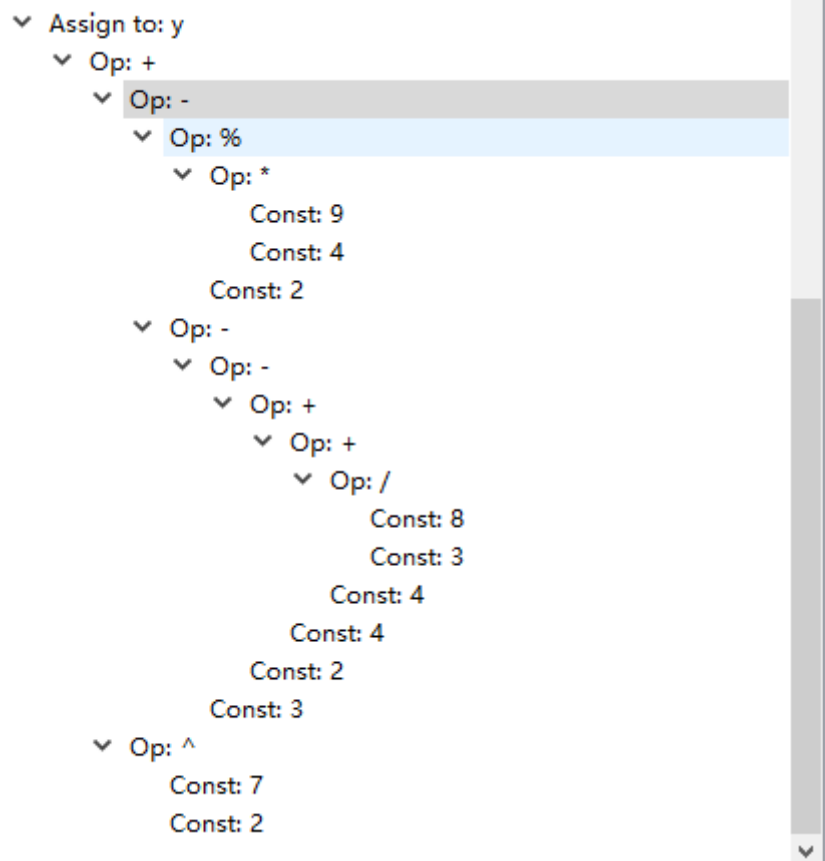 Assign to: y
Op: +
Op: -
Op: %
Op: *
Const: 9
Const: 4
Const: 2
Op: -
Op: -
Op: +
Op: +
Op: /
Const: 8
Const: 3
Const: 4
Const: 4
Const: 2
Const: 3
Op: ^
Const: 7
Const: 2